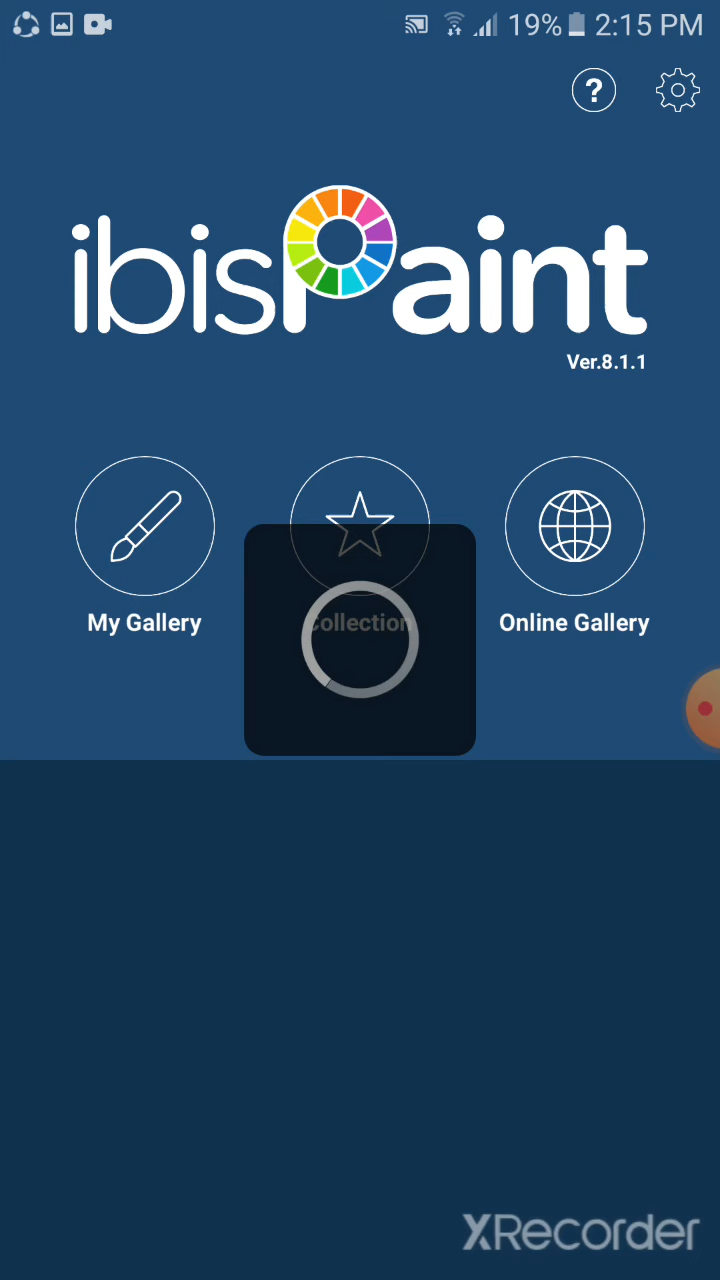 19% 2:15 PM
?
ibisPaint
Ver.8.1.1
My Gallery
Collection
Online Gallery
XRecorder